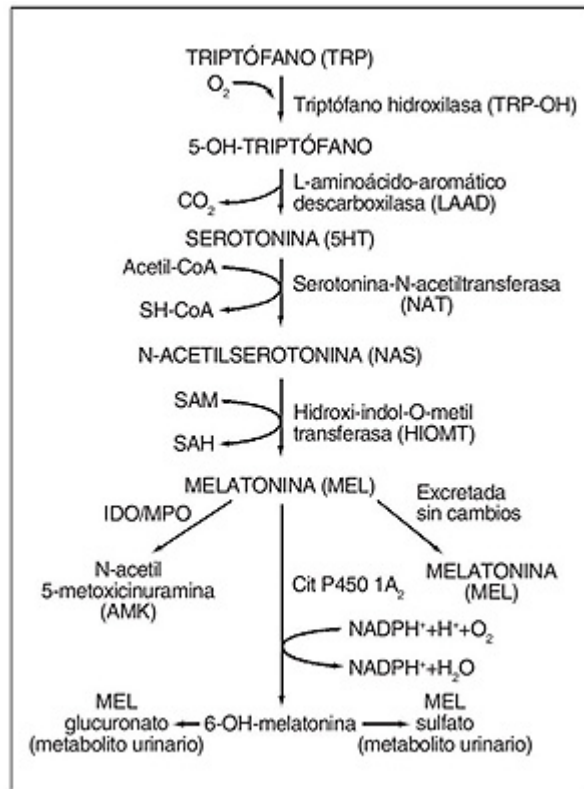 TRIPTÓFANO (TRP)
O₂
Triptófano hidroxilasa (TRP-OH)
5-OH-TRIPTÓFANO
L-aminoácido-aromático
descarboxilasa (LAAD)
CO₂
SEROTONINA (5HT)
Acetil-CoA
Serotonina-N-acetiltransferasa
(NAT)
SH-CoA
N-ACETILSEROTONINA (NAS)
SAM
Hidroxi-indol-O-metil
transferasa (HIOMT)
SAH
MELATONINA (MEL)
IDO/MPO
Excretada
sin cambios
N-acetil
5-metoxicinuramina
(AMK)
MELATONINA
(MEL)
Cit P450 1A₂
NADPH⁺+H⁺+O₂
NADPH⁺+H₂O
MEL
glucuronato
(metabolito urinario)
6-OH-melatonina
MEL
sulfato
(metabolito urinario)